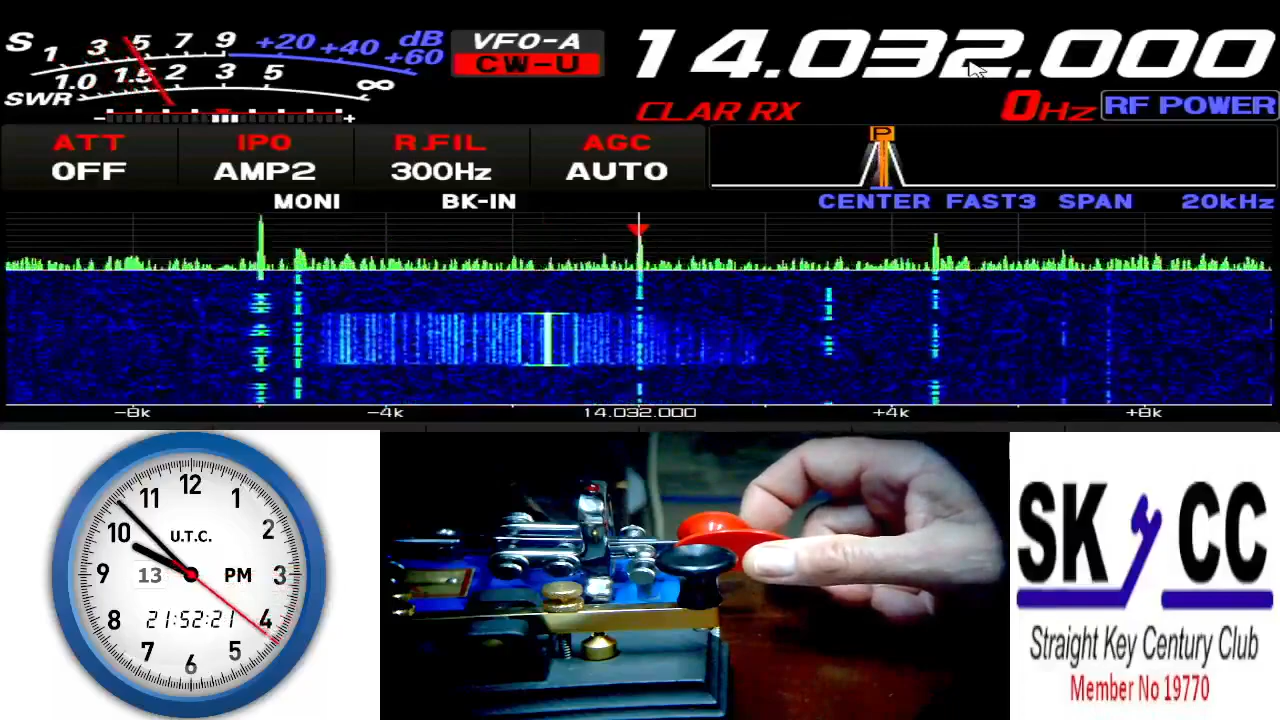 S 1 3 5 7 9 +20 +40 +60 dB
1.0 1.5 2 3 5 ∞
SWR
- +
VFO-A
CW-U
14.032.000
CLAR RX 0Hz RF POWER
ATT IPO R.FIL AGC
OFF AMP2 300Hz AUTO
P
MONI BK-IN CENTER FAST3 SPAN 20kHz
-8k -4k 14.032.000 +4k +8k
12
11 1
10 U.T.C. 2
9 13 PM 3
8 21:52:21 4
7 5
6
SK CC
Straight Key Century Club
Member No 19770